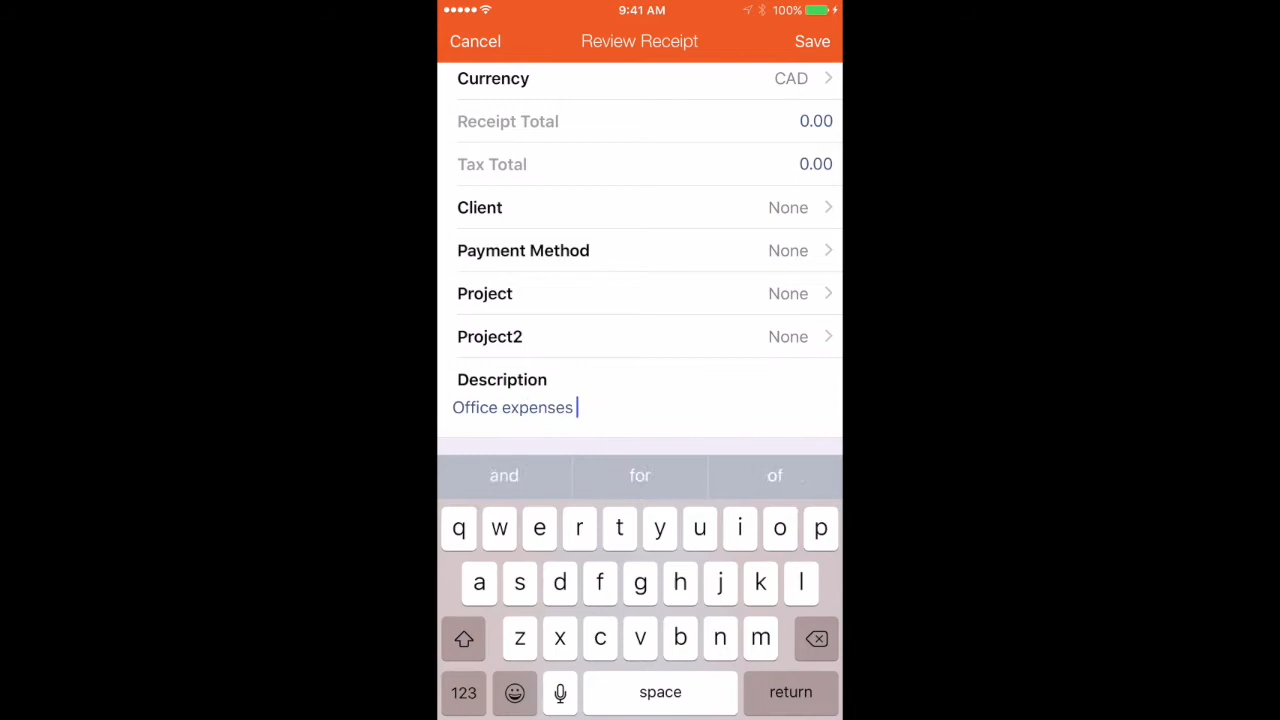 9:41 AM 100%
Cancel Review Receipt Save
Currency CAD
Receipt Total 0.00
Tax Total 0.00
Client None
Payment Method None
Project None
Project2 None
Description
Office expenses
and for of
q w e r t y u i o p
a s d f g h j k l
z x c v b n m
123 space return